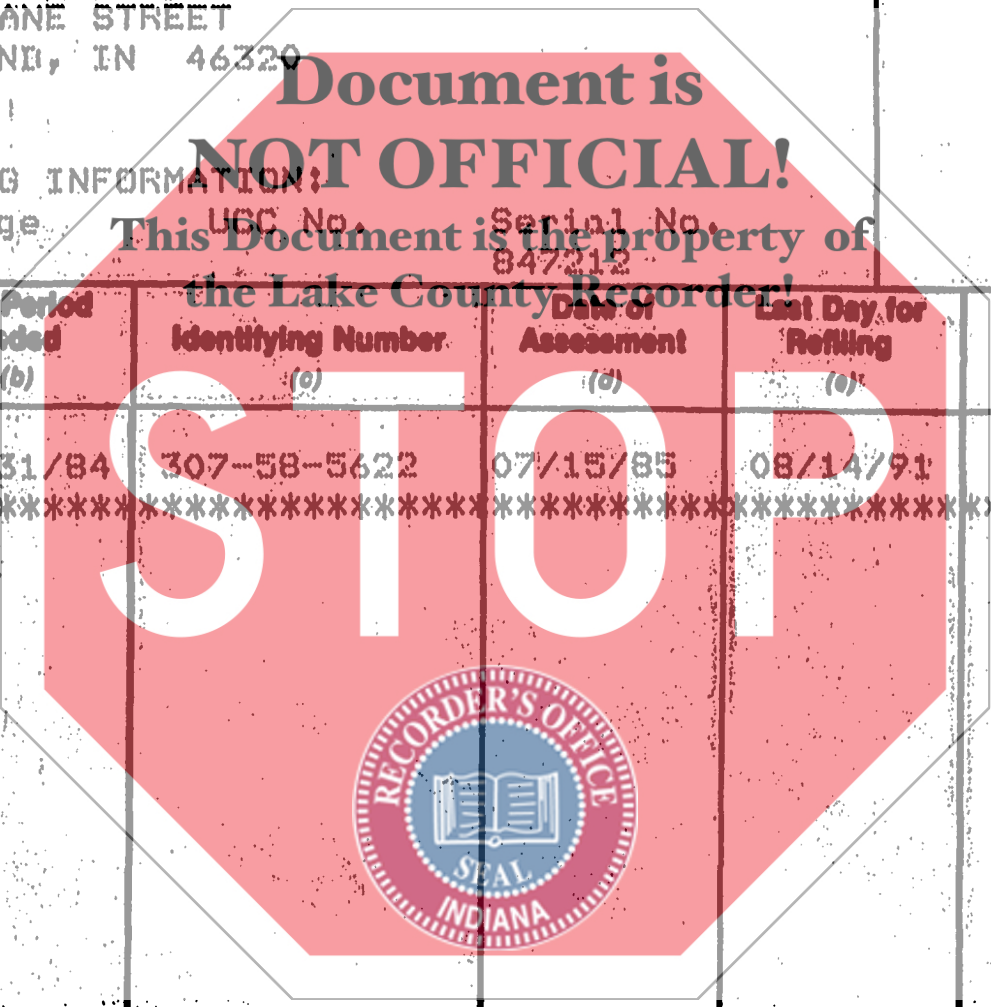 ANE STREET
ND, IN 46320
Document is
NOT OFFICIAL!
G INFORMATION:
ge UCC No. Serial No.
This Document is the property of
847212
the Lake County Recorder!
Period Date of Last Day for
ded Identifying Number Assessment Refiling
(b) (c) (d) (e)
STOP
31/84 307-58-5622 07/15/85 08/14/91
RECORDER'S OFFICE
SEAL
INDIANA